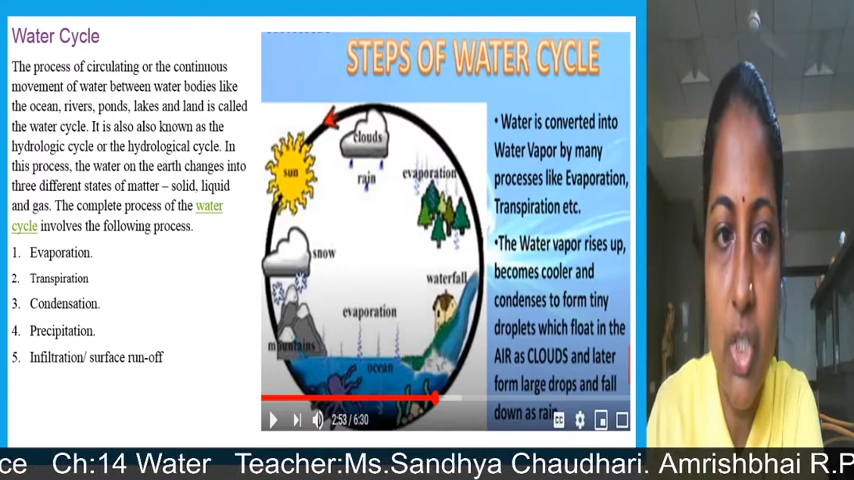 Water Cycle
The process of circulating or the continuous
movement of water between water bodies like
the ocean, rivers, ponds, lakes and land is called
the water cycle. It is also also known as the
hydrologic cycle or the hydrological cycle. In
this process, the water on the earth changes into
three different states of matter – solid, liquid
and gas. The complete process of the water
cycle involves the following process.
1. Evaporation.
2. Transpiration
3. Condensation.
4. Precipitation.
5. Infiltration/ surface run-off
STEPS OF WATER CYCLE
clouds
sun
rain
evaporation
snow
waterfall
evaporation
mountains
ocean
• Water is converted into
Water Vapor by many
processes like Evaporation,
Transpiration etc.
•The Water vapor rises up,
becomes cooler and
condenses to form tiny
droplets which float in the
AIR as CLOUDS and later
form large drops and fall
down as rain
2:53 / 6:30
CC
ce Ch:14 Water Teacher:Ms.Sandhya Chaudhari. Amrishbhai R.P